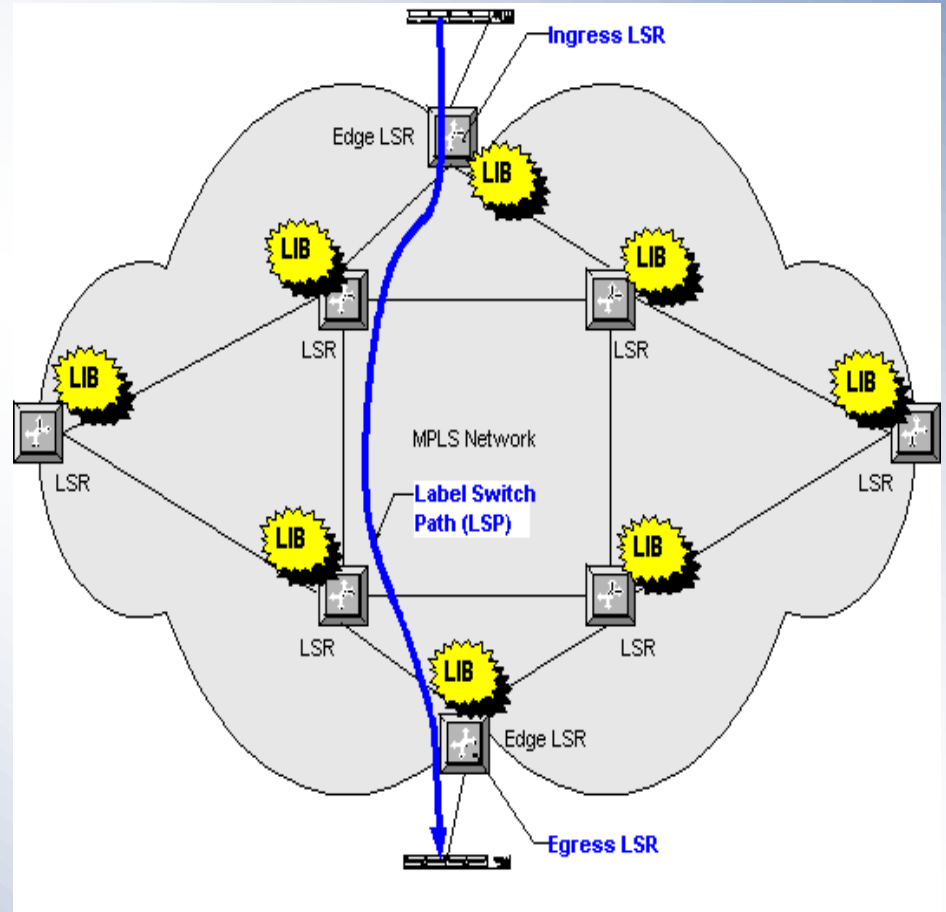 Ingress LSR
Edge LSR
LIB
LIB
LIB
LSR
LSR
LIB
LIB
MPLS Network
LSR
LSR
Label Switch
Path (LSP)
LIB
LIB
LSR
LSR
LIB
Edge LSR
Egress LSR